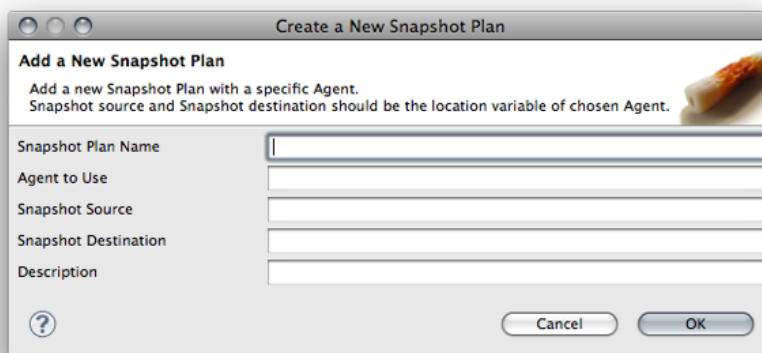 Create a New Snapshot Plan
Add a New Snapshot Plan
Add a new Snapshot Plan with a specific Agent.
Snapshot source and Snapshot destination should be the location variable of chosen Agent.
Snapshot Plan Name
Agent to Use
Snapshot Source
Snapshot Destination
Description
?
Cancel
OK